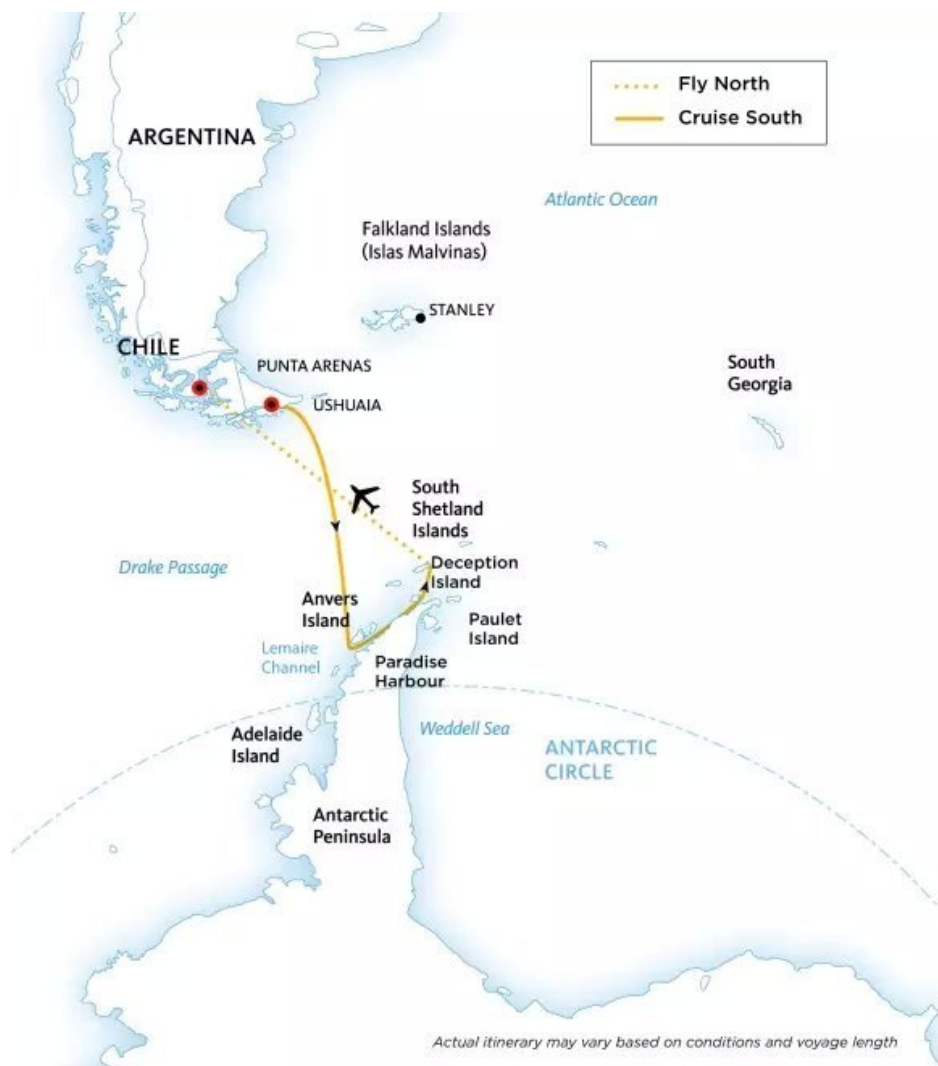 Fly North
Cruise South
ARGENTINA
Atlantic Ocean
Falkland Islands
(Islas Malvinas)
STANLEY
CHILE
PUNTA ARENAS
South
Georgia
USHUAIA
South
Shetland
Islands
Drake Passage
Deception
Island
Anvers
Island
Paulet
Island
Lemaire
Channel
Paradise
Harbour
Adelaide
Island
Weddell Sea
ANTARCTIC
CIRCLE
Antarctic
Peninsula
Actual itinerary may vary based on conditions and voyage length